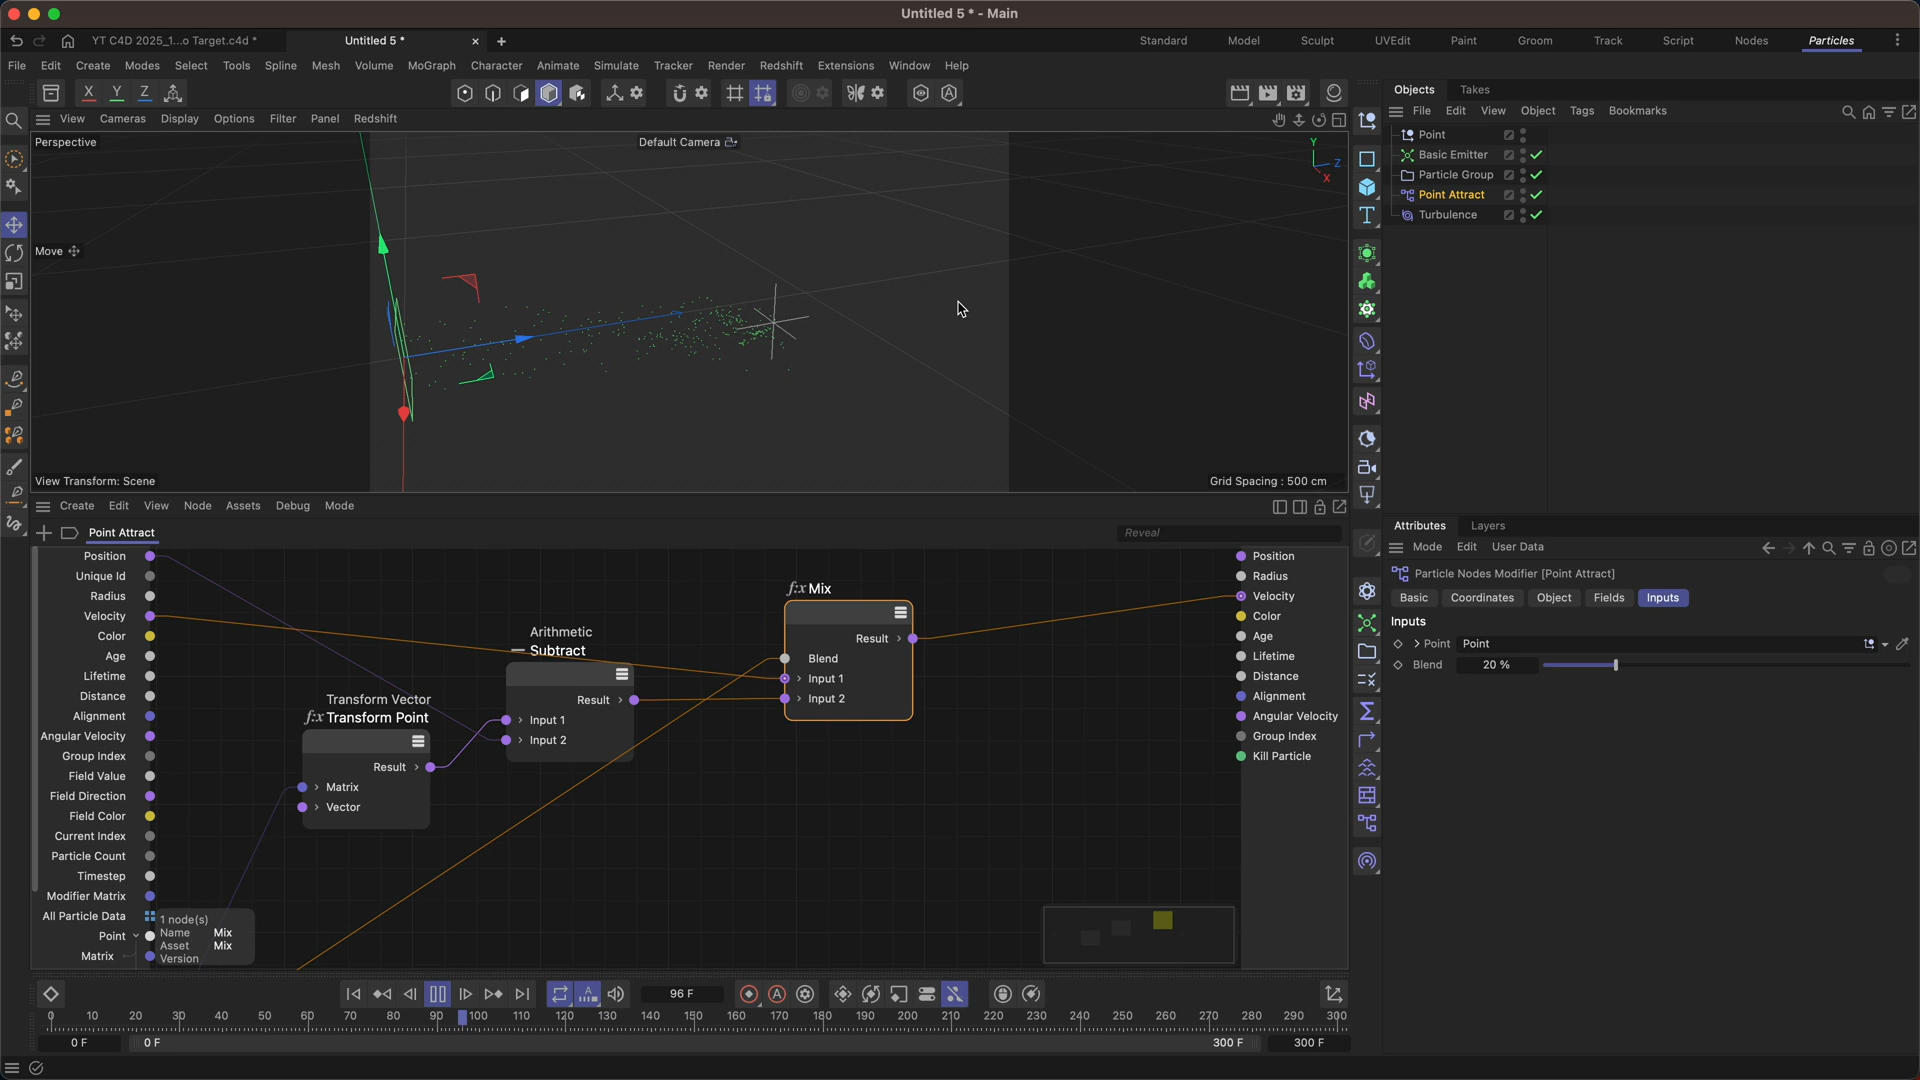 Untitled 5 * - Main
YT C4D 2025_1...o Target.c4d *
Untitled 5 *
Standard Model Sculpt UVEdit Paint Groom Track Script Nodes Particles
File Edit Create Modes Select Tools Spline Mesh Volume MoGraph Character Animate Simulate Tracker Render Redshift Extensions Window Help
X Y Z
View Cameras Display Options Filter Panel Redshift
Perspective
Default Camera
Y
Z
X
Move
View Transform: Scene
Grid Spacing : 500 cm
Objects Takes
File Edit View Object Tags Bookmarks
Point
Basic Emitter
Particle Group
Point Attract
Turbulence
Create Edit View Node Assets Debug Mode
Point Attract
Reveal
Position
Unique Id
Radius
Velocity
Color
Age
Lifetime
Distance
Alignment
Angular Velocity
Group Index
Field Value
Field Direction
Field Color
Current Index
Particle Count
Timestep
Modifier Matrix
All Particle Data
Point
Matrix
1 node(s)
Name Mix
Asset Mix
Version
Transform Vector
f:x Transform Point
Result
Matrix
Vector
Arithmetic
Subtract
Result
Input 1
Input 2
f:x Mix
Result
Blend
Input 1
Input 2
Position
Radius
Velocity
Color
Age
Lifetime
Distance
Alignment
Angular Velocity
Group Index
Kill Particle
Attributes Layers
Mode Edit User Data
Particle Nodes Modifier [Point Attract]
Basic Coordinates Object Fields Inputs
Inputs
Point Point
Blend 20 %
96 F
0 10 20 30 40 50 60 70 80 90 100 110 120 130 140 150 160 170 180 190 200 210 220 230 240 250 260 270 280 290 300
0 F 0 F 300 F 300 F